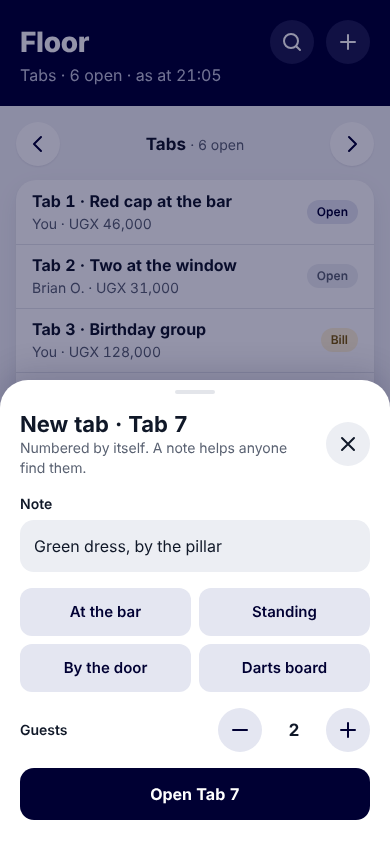 Floor
Tabs · 6 open · as at 21:05
Tabs · 6 open
Tab 1 · Red cap at the bar
You · UGX 46,000
Open
Tab 2 · Two at the window
Brian O. · UGX 31,000
Open
Tab 3 · Birthday group
You · UGX 128,000
Bill
New tab · Tab 7
Numbered by itself. A note helps anyone
find them.
Note
Green dress, by the pillar
At the bar
Standing
By the door
Darts board
Guests
2
Open Tab 7